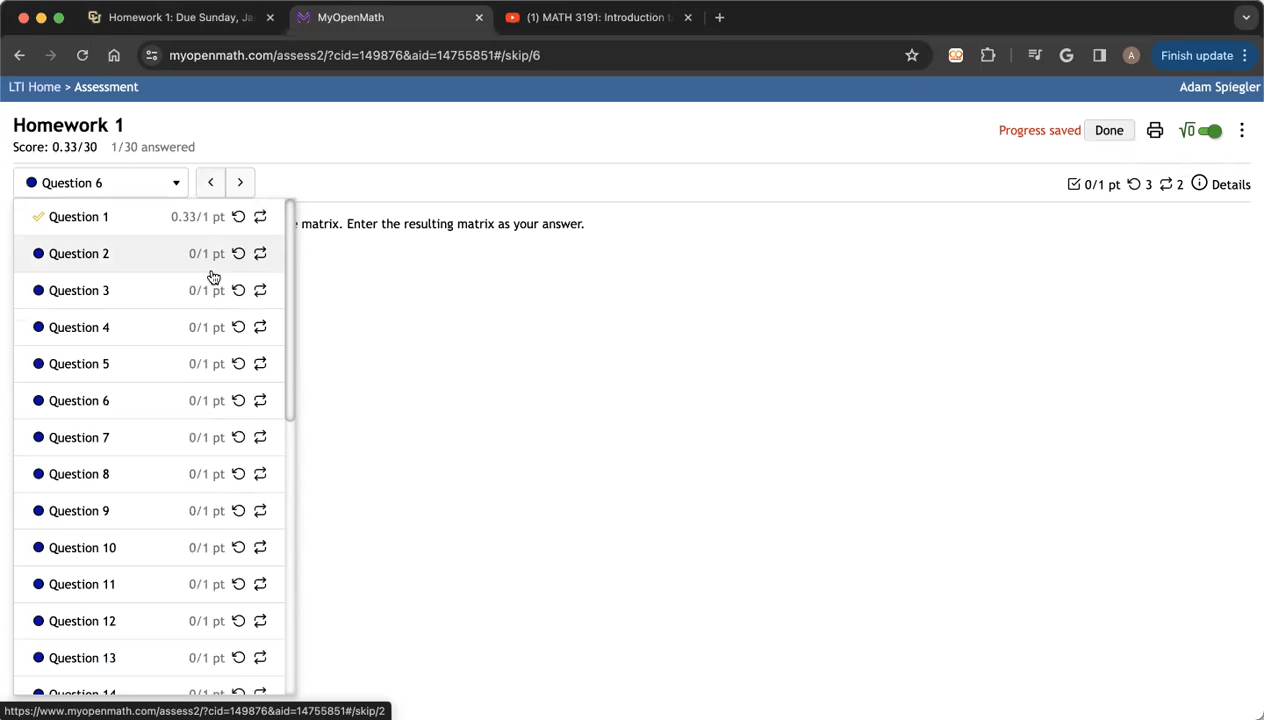 Homework 1: Due Sunday, Ja
MyOpenMath
(1) MATH 3191: Introduction t
myopenmath.com/assess2/?cid=149876&aid=14755851#/skip/6
A
Finish update
LTI Home > Assessment
Adam Spiegler
Homework 1
Progress saved
Done
√0
Score: 0.33/30 1/30 answered
Question 6
0/1 pt 3 2 Details
Question 1 0.33/1 pt
matrix. Enter the resulting matrix as your answer.
Question 2 0/1 pt
Question 3 0/1 pt
Question 4 0/1 pt
Question 5 0/1 pt
Question 6 0/1 pt
Question 7 0/1 pt
Question 8 0/1 pt
Question 9 0/1 pt
Question 10 0/1 pt
Question 11 0/1 pt
Question 12 0/1 pt
Question 13 0/1 pt
Question 14 0/1 pt
https://www.myopenmath.com/assess2/?cid=149876&aid=14755851#/skip/2